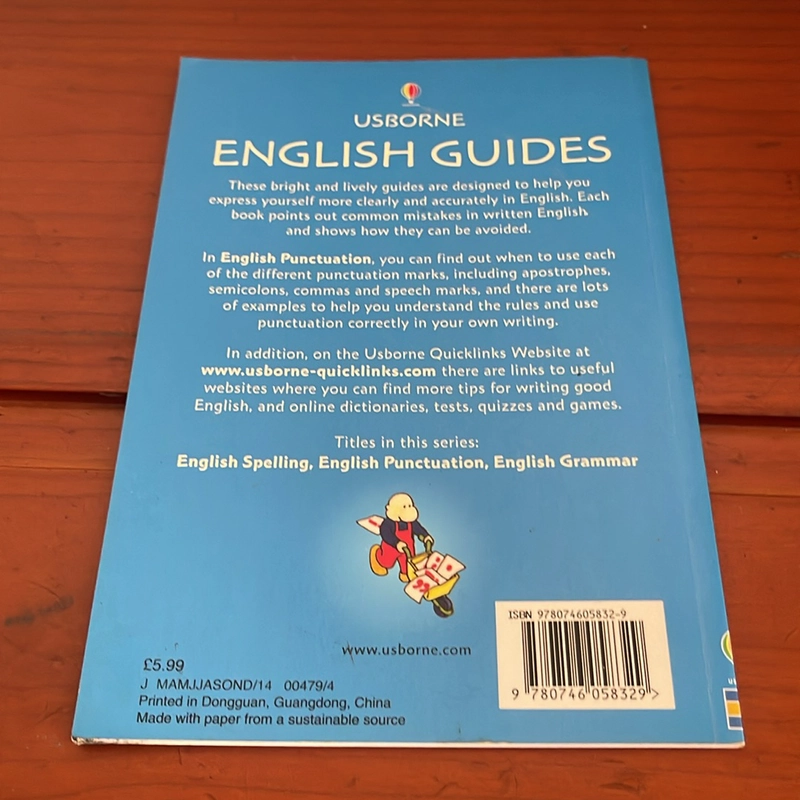 USBORNE
ENGLISH GUIDES
These bright and lively guides are designed to help you
express yourself more clearly and accurately in English. Each
book points out common mistakes in written English
and shows how they can be avoided.
In English Punctuation, you can find out when to use each
of the different punctuation marks, including apostrophes,
semicolons, commas and speech marks, and there are lots
of examples to help you understand the rules and use
punctuation correctly in your own writing.
In addition, on the Usborne Quicklinks Website at
www.usborne-quicklinks.com there are links to useful
websites where you can find more tips for writing good
English, and online dictionaries, tests, quizzes and games.
Titles in this series:
English Spelling, English Punctuation, English Grammar
www.usborne.com
£5.99
J MAMJJASOND/14 00479/4
Printed in Dongguan, Guangdong, China
Made with paper from a sustainable source
ISBN 978074605832-9
9 780746 058329 >